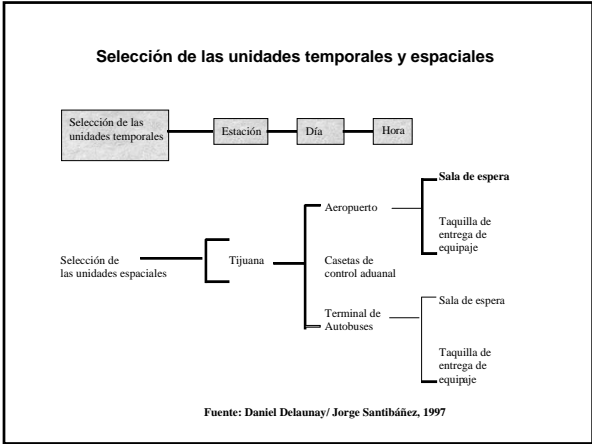 Selección de las unidades temporales y espaciales
Selección de las
unidades temporales
Estación
Día
Hora
Selección de
las unidades espaciales
Tijuana
Aeropuerto
Sala de espera
Taquilla de
entrega de
equipaje
Casetas de
control aduanal
Terminal de
Autobuses
Sala de espera
Taquilla de
entrega de
equipaje
Fuente: Daniel Delaunay/ Jorge Santibáñez, 1997